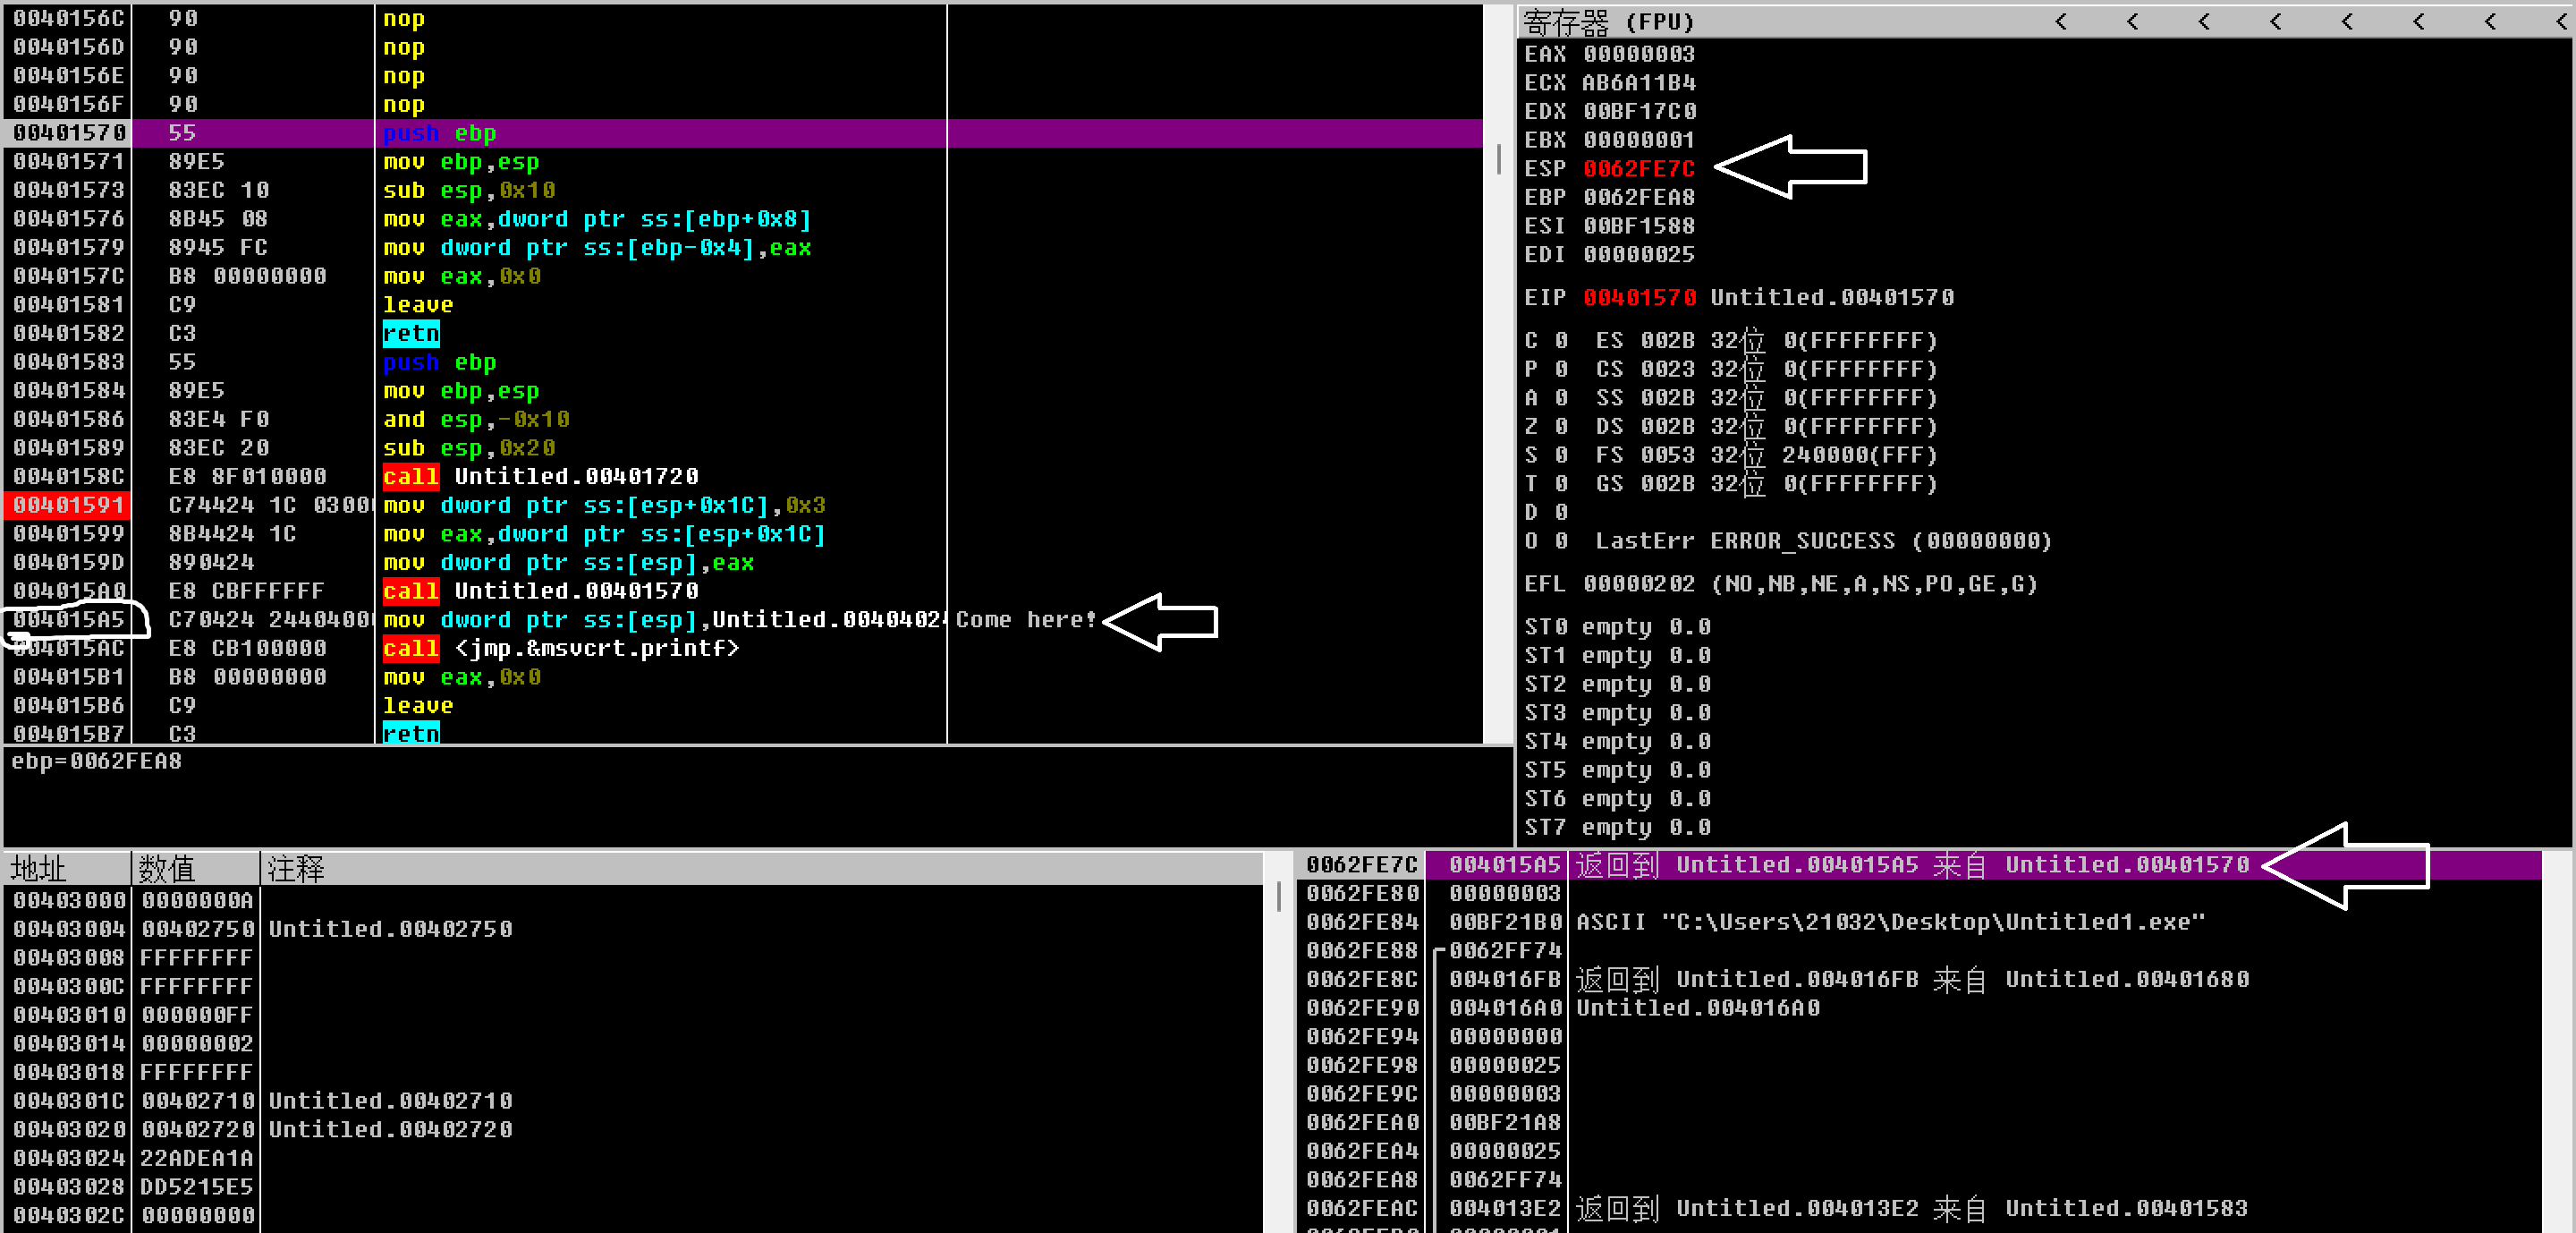 0040156C 90 nop
0040156D 90 nop
0040156E 90 nop
0040156F 90 nop
00401570 55 push ebp
00401571 89E5 mov ebp,esp
00401573 83EC 10 sub esp,0x10
00401576 8B45 08 mov eax,dword ptr ss:[ebp+0x8]
00401579 8945 FC mov dword ptr ss:[ebp-0x4],eax
0040157C B8 00000000 mov eax,0x0
00401581 C9 leave
00401582 C3 retn
00401583 55 push ebp
00401584 89E5 mov ebp,esp
00401586 83E4 F0 and esp,-0x10
00401589 83EC 20 sub esp,0x20
0040158C E8 8F010000 call Untitled.00401720
00401591 C74424 1C 0300 mov dword ptr ss:[esp+0x1C],0x3
00401599 8B4424 1C mov eax,dword ptr ss:[esp+0x1C]
0040159D 890424 mov dword ptr ss:[esp],eax
004015A0 E8 CBFFFFFF call Untitled.00401570
004015A5 C70424 24404000 mov dword ptr ss:[esp],Untitled.00404024 Come here!
004015AC E8 CB100000 call <jmp.&msvcrt.printf>
004015B1 B8 00000000 mov eax,0x0
004015B6 C9 leave
004015B7 C3 retn
ebp=0062FEA8
寄存器 (FPU) < < < < < < < <
EAX 00000003
ECX AB6A11B4
EDX 00BF17C0
EBX 00000001
ESP 0062FE7C
EBP 0062FEA8
ESI 00BF1588
EDI 00000025
EIP 00401570 Untitled.00401570
C 0 ES 002B 32位 0(FFFFFFFF)
P 0 CS 0023 32位 0(FFFFFFFF)
A 0 SS 002B 32位 0(FFFFFFFF)
Z 0 DS 002B 32位 0(FFFFFFFF)
S 0 FS 0053 32位 240000(FFF)
T 0 GS 002B 32位 0(FFFFFFFF)
D 0
O 0 LastErr ERROR_SUCCESS (00000000)
EFL 00000202 (NO,NB,NE,A,NS,PO,GE,G)
ST0 empty 0.0
ST1 empty 0.0
ST2 empty 0.0
ST3 empty 0.0
ST4 empty 0.0
ST5 empty 0.0
ST6 empty 0.0
ST7 empty 0.0
地址 数值 注释
00403000 0000000A
00403004 00402750 Untitled.00402750
00403008 FFFFFFFF
0040300C FFFFFFFF
00403010 000000FF
00403014 00000002
00403018 FFFFFFFF
0040301C 00402710 Untitled.00402710
00403020 00402720 Untitled.00402720
00403024 22ADEA1A
00403028 DD5215E5
0040302C 00000000
0062FE7C 004015A5 返回到 Untitled.004015A5 来自 Untitled.00401570
0062FE80 00000003
0062FE84 00BF21B0 ASCII "C:\Users\21032\Desktop\Untitled1.exe"
0062FE88 0062FF74
0062FE8C 004016FB 返回到 Untitled.004016FB 来自 Untitled.00401680
0062FE90 004016A0 Untitled.004016A0
0062FE94 00000000
0062FE98 00000025
0062FE9C 00000003
0062FEA0 00BF21A8
0062FEA4 00000025
0062FEA8 0062FF74
0062FEAC 004013E2 返回到 Untitled.004013E2 来自 Untitled.00401583